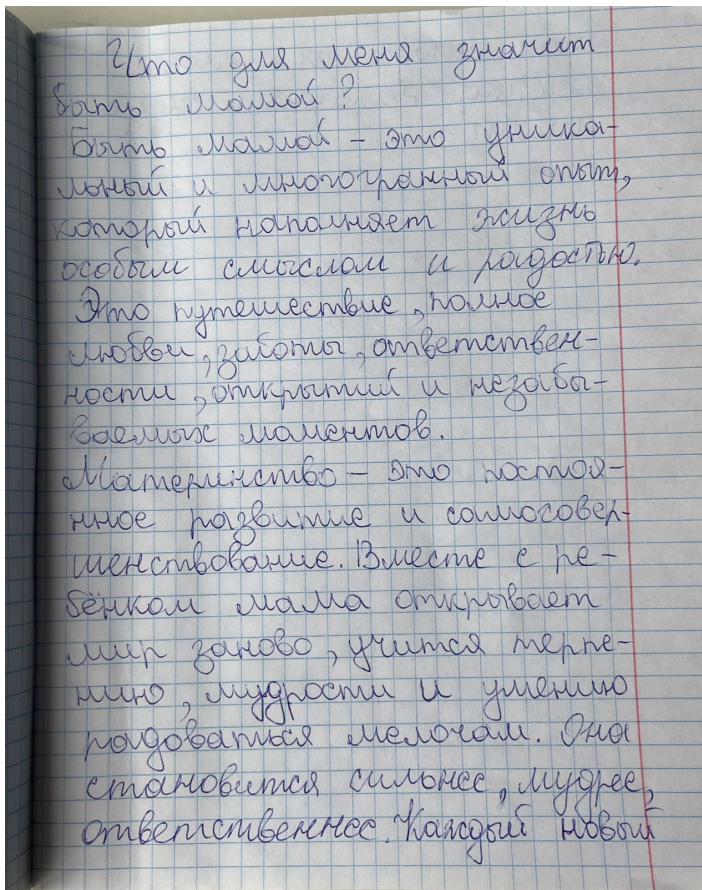 Что для меня значит
быть мамой?
Быть мамой - это уника-
льный и многогранный опыт,
который наполняет жизнь
особым смыслом и радостью.
Это путешествие, полное
любви, заботы, ответствен-
ности, открытий и незабы-
ваемых моментов.
Материнство - это постоя-
нное развитие и самосовер-
шенствование. Вместе с ре-
бёнком мама открывает
мир заново, учится терпе-
нию, мудрости и умению
радоваться мелочам. Она
становится сильнее, мудрее,
ответственнее. Каждый новый